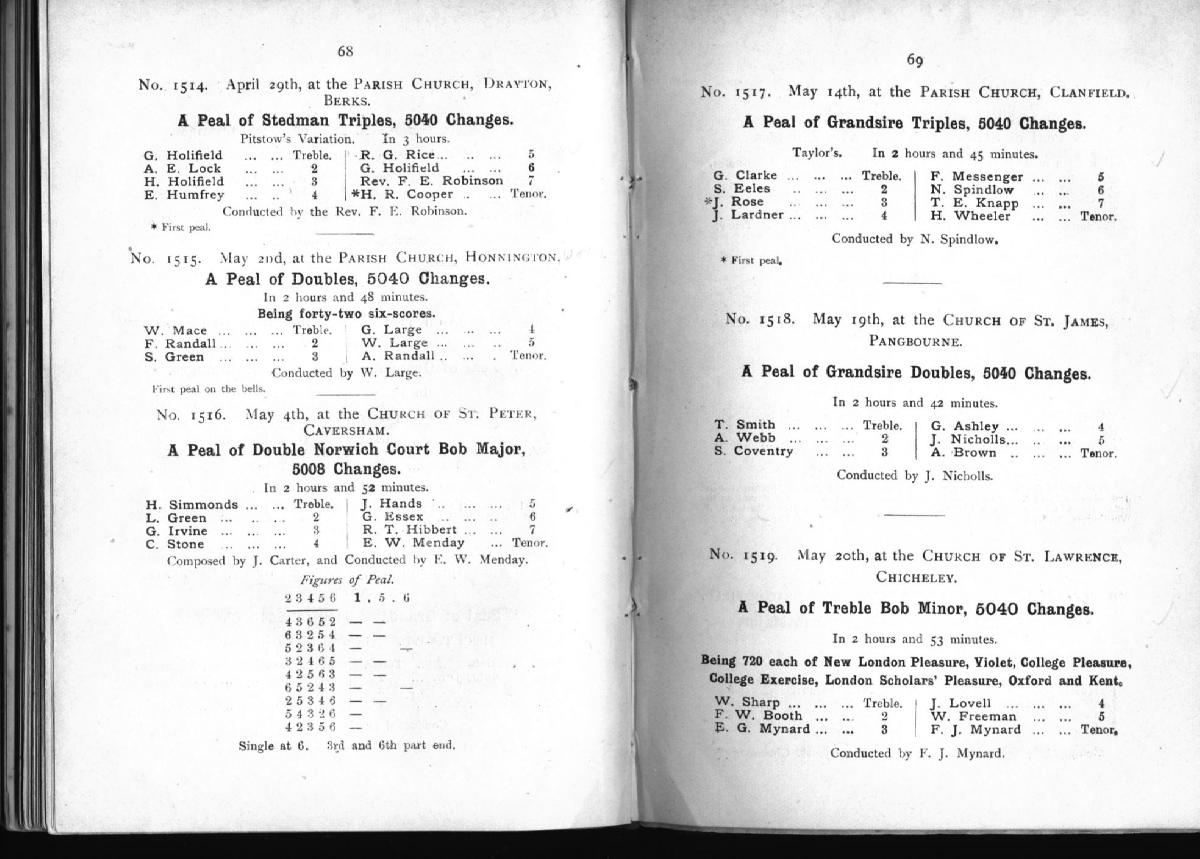 68
No. 1514. April 29th, at the PARISH CHURCH, DRAYTON,
BERKS.
A Peal of Stedman Triples, 5040 Changes.
Pitstow's Variation. In 3 hours.
G. Holifield ... ... Treble. R. G. Rice ... ... ... 5
A. E. Lock ... ... 2 G. Holifield ... ... 6
H. Holifield ... ... 3 Rev. F. E. Robinson 7
E. Humfrey ... ... 4 *H. R. Cooper ... ... Tenor.
Conducted by the Rev. F. E. Robinson.
* First peal.
No. 1515. May 2nd, at the PARISH CHURCH, HONNINGTON.
A Peal of Doubles, 5040 Changes.
In 2 hours and 48 minutes.
Being forty-two six-scores.
W. Mace ... ... ... Treble. G. Large ... ... ... 4
F. Randall ... ... ... 2 W. Large ... ... ... 5
S. Green ... ... ... 3 A. Randall ... ... ... Tenor.
Conducted by W. Large.
First peal on the bells.
No. 1516. May 4th, at the CHURCH OF ST. PETER,
CAVERSHAM.
A Peal of Double Norwich Court Bob Major,
5008 Changes.
In 2 hours and 52 minutes.
H. Simmonds ... ... Treble. J. Hands ... ... ... 5
L. Green ... ... ... 2 G. Essex ... ... ... 6
G. Irvine ... ... ... 3 R. T. Hibbert ... ... 7
C. Stone ... ... ... 4 E. W. Menday ... Tenor.
Composed by J. Carter, and Conducted by E. W. Menday.
Figures of Peal.
2 3 4 5 6 1 . 5 . 6
4 3 6 5 2 — —
6 3 2 5 4 — —
5 2 3 6 4 — —
3 2 4 6 5 —
4 2 5 6 3 — —
6 5 2 4 3 — —
2 5 3 4 6 — —
5 4 3 2 6 —
4 2 3 5 6 —
Single at 6. 3rd and 6th part end.
69
No. 1517. May 14th, at the PARISH CHURCH, CLANFIELD.
A Peal of Grandsire Triples, 5040 Changes.
Taylor's. In 2 hours and 45 minutes.
G. Clarke ... ... ... Treble. F. Messenger ... ... 5
S. Eeles ... ... ... 2 N. Spindlow ... ... 6
*J. Rose ... ... ... 3 T. E. Knapp ... ... 7
J. Lardner ... ... ... 4 H. Wheeler ... ... Tenor.
Conducted by N. Spindlow.
* First peal.
No. 1518. May 19th, at the CHURCH OF ST. JAMES,
PANGBOURNE.
A Peal of Grandsire Doubles, 5040 Changes.
In 2 hours and 42 minutes.
T. Smith ... ... ... Treble. G. Ashley ... ... ... 4
A. Webb ... ... ... 2 J. Nicholls ... ... ... 5
S. Coventry ... ... 3 A. Brown ... ... ... Tenor.
Conducted by J. Nicholls.
No. 1519. May 20th, at the CHURCH OF ST. LAWRENCE,
CHICHELEY.
A Peal of Treble Bob Minor, 5040 Changes.
In 2 hours and 53 minutes.
Being 720 each of New London Pleasure, Violet, College Pleasure,
College Exercise, London Scholars' Pleasure, Oxford and Kent.
W. Sharp ... ... ... Treble. J. Lovell ... ... ... 4
F. W. Booth ... ... 2 W. Freeman ... ... 5
E. G. Mynard ... ... 3 F. J. Mynard ... ... Tenor.
Conducted by F. J. Mynard.